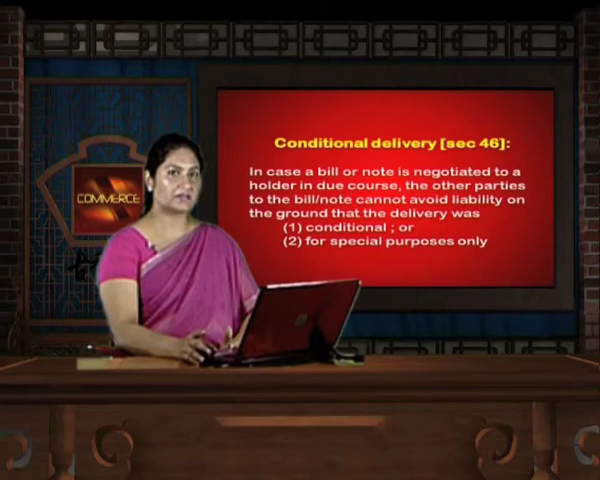 COMMERCE
Conditional delivery [sec 46]:
In case a bill or note is negotiated to a
holder in due course, the other parties
to the bill/note cannot avoid liability on
the ground that the delivery was
(1) conditional ; or
(2) for special purposes only